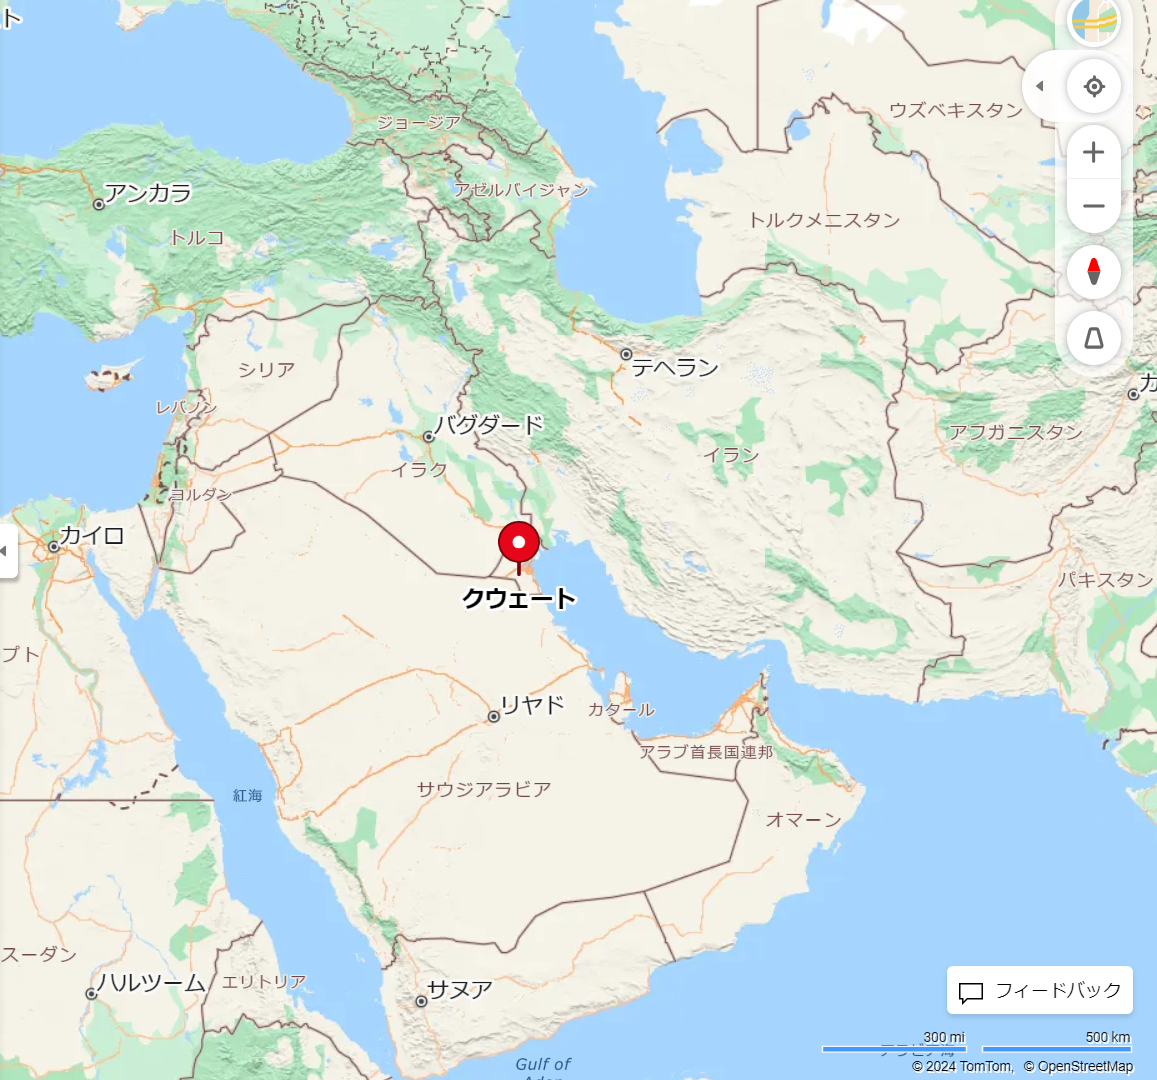 ト
ジョージア
ウズベキスタン
アゼルバイジャン
アンカラ
トルコ
トルクメニスタン
シリア
テヘラン
レバノン
バグダード
イラク
イラン
アフガニスタン
カ
ヨルダン
カイロ
クウェート
パキスタン
プト
リヤド
カタール
アラブ首長国連邦
サウジアラビア
紅海
オマーン
スーダン
ハルツーム
エリトリア
サヌア
フィードバック
Gulf of
300 mi
500 km
© 2024 TomTom, © OpenStreetMap